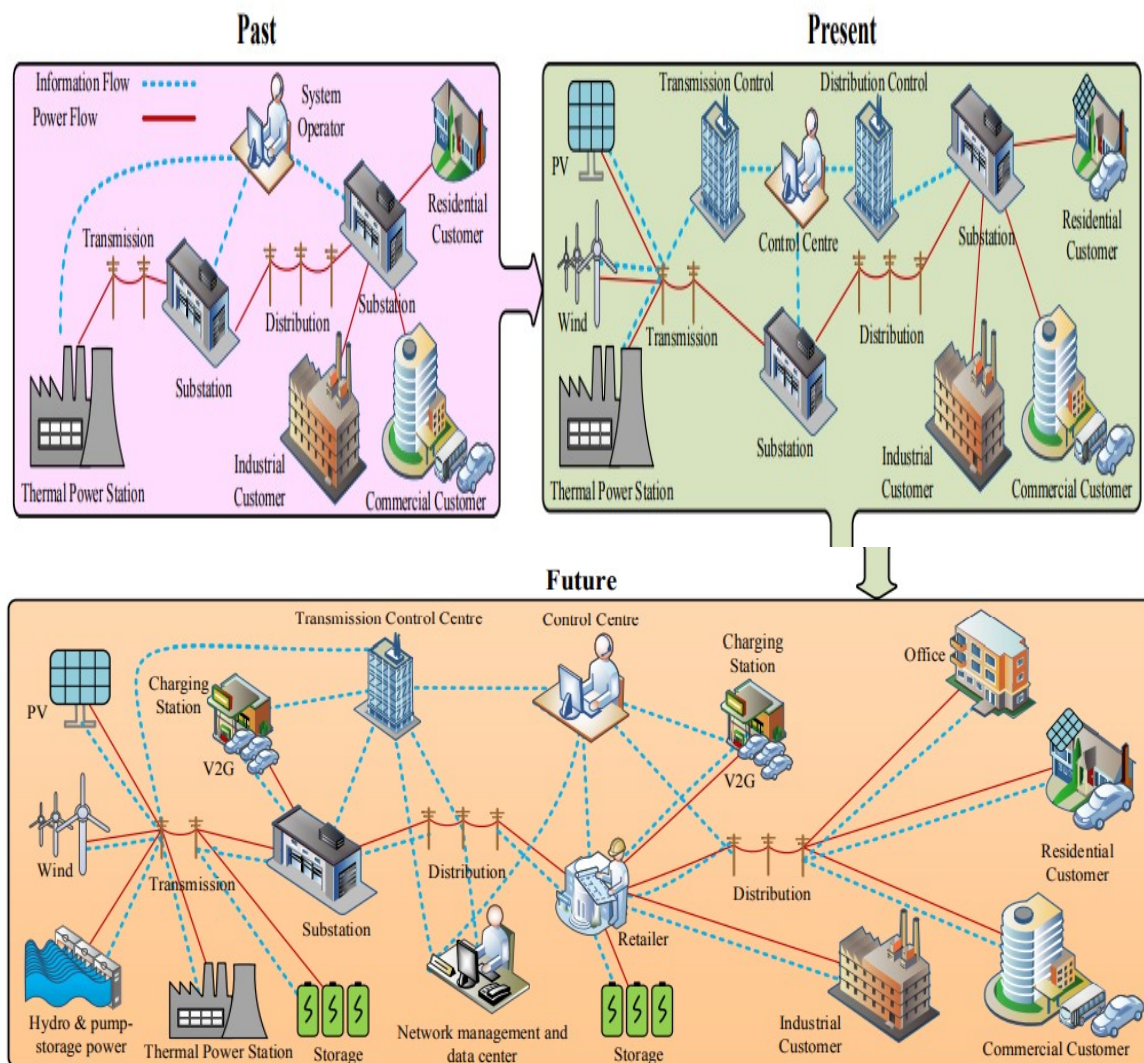 Past
Information Flow
Power Flow
System
Operator
Transmission
Residential
Customer
Distribution
Substation
Substation
Thermal Power Station
Industrial
Customer
Commercial Customer
Present
Transmission Control
Distribution Control
PV
Control Centre
Substation
Residential
Customer
Wind
Transmission
Distribution
Substation
Thermal Power Station
Industrial
Customer
Commercial Customer
Future
Transmission Control Centre
Control Centre
Charging
Station
Office
PV
Charging
Station
V2G
V2G
Wind
Transmission
Substation
Distribution
Retailer
Distribution
Residential
Customer
Hydro & pump-
storage power
Thermal Power Station
Storage
Network management and
data center
Storage
Industrial
Customer
Commercial Customer